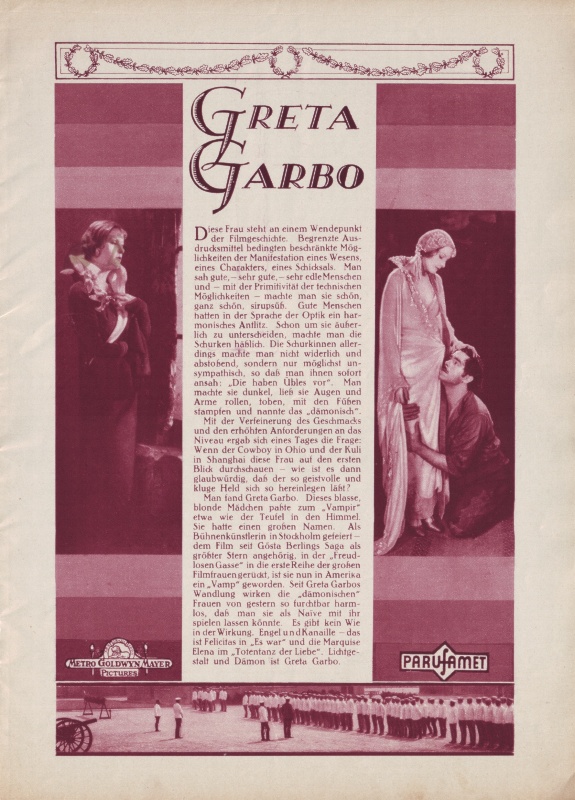 GRETA
GARBO
Diese Frau steht an einem Wendepunkt
der Filmgeschichte. Begrenzte Aus-
drucksmittel bedingten beschränkte Mög-
lichkeiten der Manifestation eines Wesens,
eines Charakters, eines Schicksals. Man
sah gute, – sehr gute, – sehr edle Menschen
und – mit der Primitivität der technischen
Möglichkeiten – machte man sie schön,
ganz schön, sirupsüß. Gute Menschen
hatten in der Sprache der Optik ein har-
monisches Antlitz. Schon um sie äußer-
lich zu unterscheiden, machte man die
Schurken häßlich. Die Schurkinnen aller-
dings machte man nicht widerlich und
abstoßend, sondern nur möglichst un-
sympathisch, so daß man ihnen sofort
ansah: „Die haben Übles vor". Man
machte sie dunkel, ließ sie Augen und
Arme rollen, toben, mit den Füßen
stampfen und nannte das „dämonisch".
Mit der Verfeinerung des Geschmacks
und den erhöhten Anforderungen an das
Niveau ergab sich eines Tages die Frage:
Wenn der Cowboy in Ohio und der Kuli
in Shanghai diese Frau auf den ersten
Blick durchschauen – wie ist es dann
glaubwürdig, daß der so geistvolle und
kluge Held sich so hereinlegen läßt?
Man fand Greta Garbo. Dieses blasse,
blonde Mädchen paßte zum „Vampir"
etwa wie der Teufel in den Himmel.
Sie hatte einen großen Namen. Als
Bühnenkünstlerin in Stockholm gefeiert –
dem Film seit Gösta Berlings Saga als
größter Stern angehörig, in der „Freud-
losen Gasse" in die erste Reihe der großen
Filmfrauen gerückt, ist sie nun in Amerika
ein „Vamp" geworden. Seit Greta Garbos
Wandlung wirken die „dämonischen"
Frauen von gestern so furchtbar harm-
los, daß man sie als Naïve mit ihr
spielen lassen könnte. Es gibt kein Wie
in der Wirkung. Engel und Kanaille – das
ist Felicitas in „Es war" und die Marquise
Elena im „Totentanz der Liebe". Lichtge-
stalt und Dämon ist Greta Garbo.
METRO GOLDWYN MAYER
PICTURES
PARUFAMET